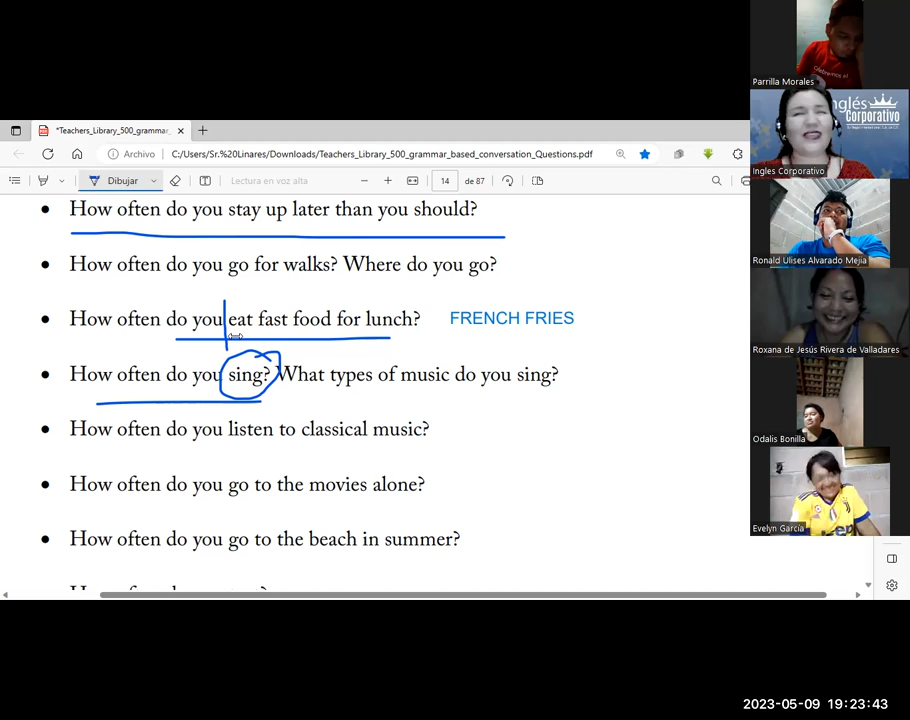 *Teachers_Library_500_grammar_
Archivo
C:/Users/Sr.%20Linares/Downloads/Teachers_Library_500_grammar_based_conversation_Questions.pdf
Dibujar
Lectura en voz alta
14
de 87
• How often do you stay up later than you should?
• How often do you go for walks? Where do you go?
• How often do you eat fast food for lunch? FRENCH FRIES
• How often do you sing? What types of music do you sing?
• How often do you listen to classical music?
• How often do you go to the movies alone?
• How often do you go to the beach in summer?
Parrilla Morales
Inglés
Corporativo
Ingles Corporativo
Ronald Ulises Alvarado Mejia
Roxana de Jesús Rivera de Valladares
Odalis Bonilla
Evelyn García
2023-05-09 19:23:43